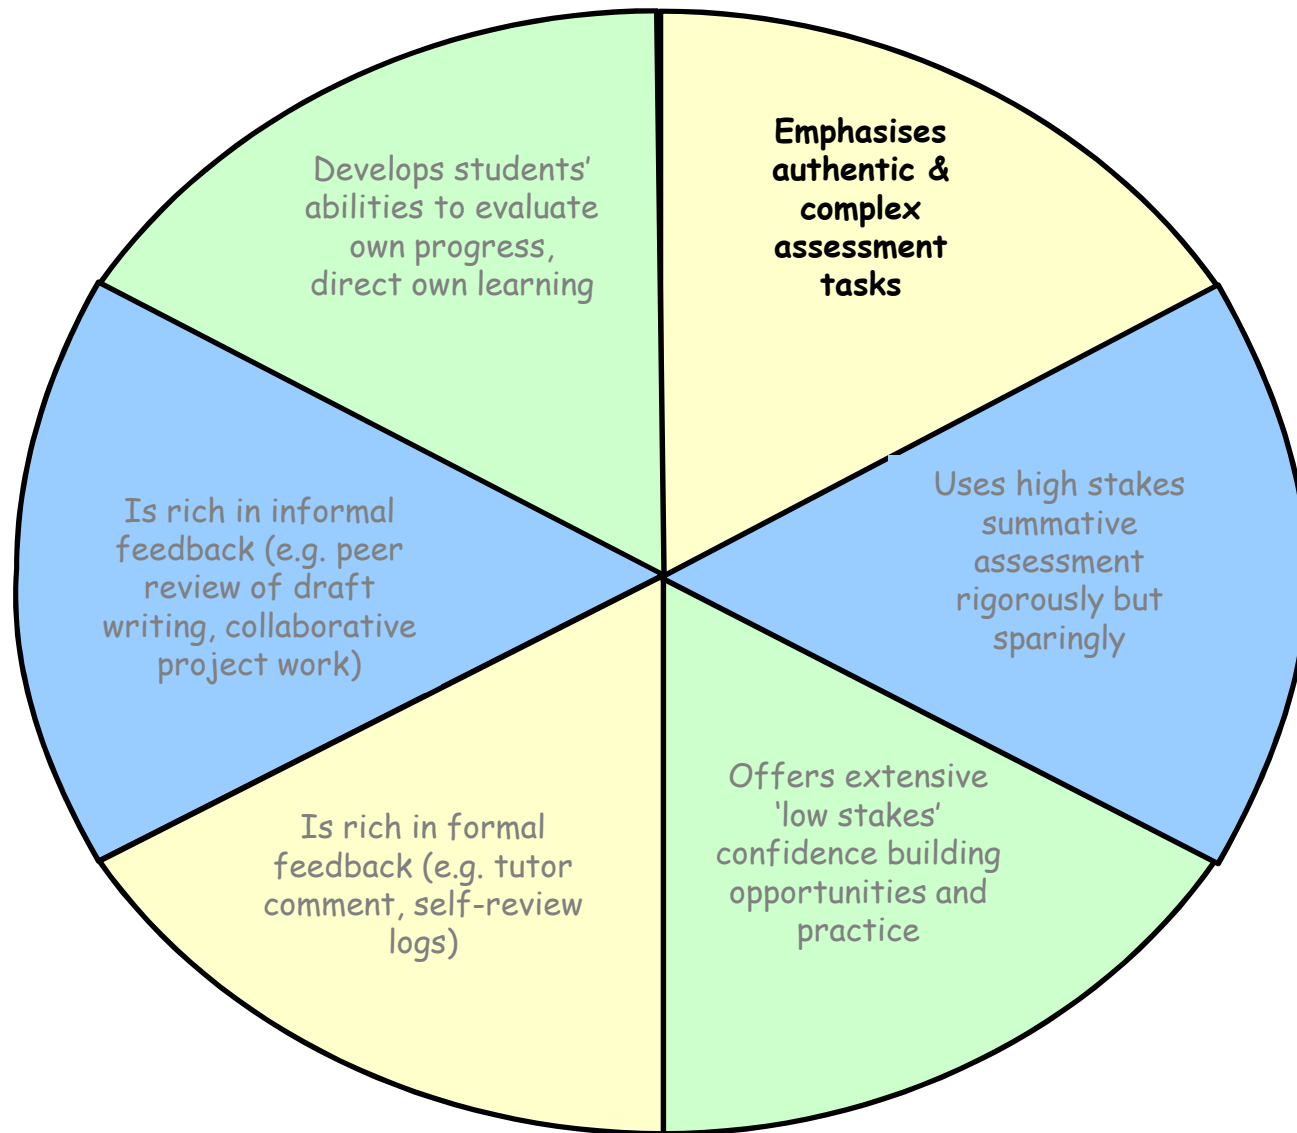 Emphasises
authentic &
complex
assessment
tasks
Uses high stakes
summative
assessment
rigorously but
sparingly
Offers extensive
‘low stakes’
confidence building
opportunities and
practice
Is rich in formal
feedback (e.g. tutor
comment, self-review
logs)
Is rich in informal
feedback (e.g. peer
review of draft
writing, collaborative
project work)
Develops students’
abilities to evaluate
own progress,
direct own learning